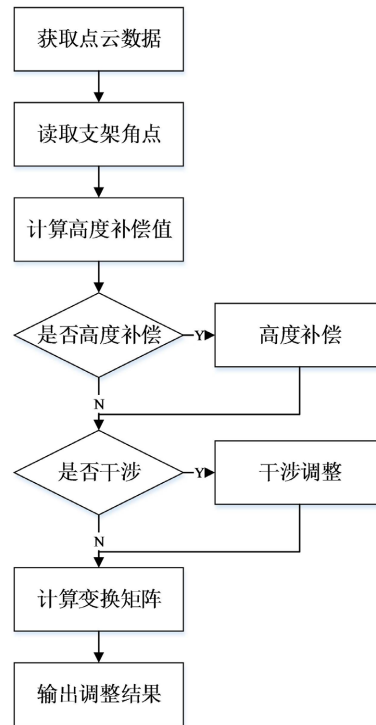 获取点云数据
读取支架角点
计算高度补偿值
是否高度补偿
Y
高度补偿
N
是否干涉
Y
干涉调整
N
计算变换矩阵
输出调整结果